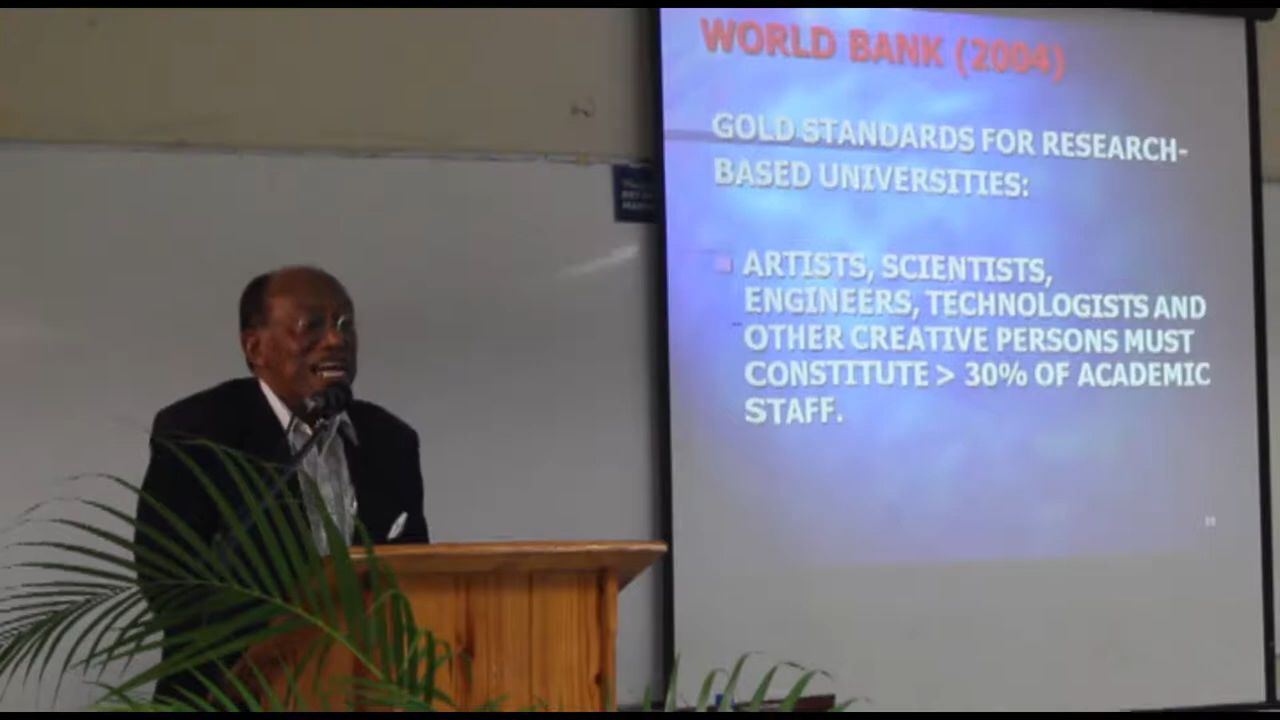 WORLD BANK (2004)
GOLD STANDARDS FOR RESEARCH-
BASED UNIVERSITIES:
ARTISTS, SCIENTISTS,
ENGINEERS, TECHNOLOGISTS AND
OTHER CREATIVE PERSONS MUST
CONSTITUTE > 30% OF ACADEMIC
STAFF.